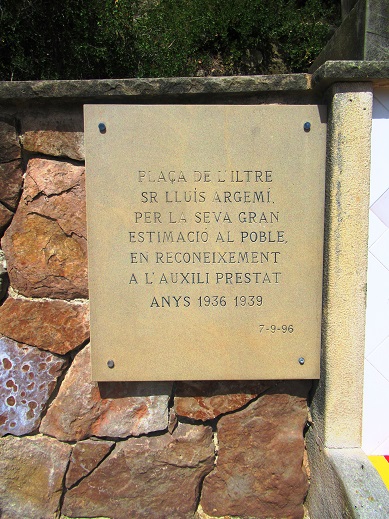 PLAÇA DE L'ILTRE
SR LLUÍS ARGEMÍ,
PER LA SEVA GRAN
ESTIMACIÓ AL POBLE,
EN RECONEIXEMENT
A L'AUXILI PRESTAT
ANYS 1936 1939
7-9-96